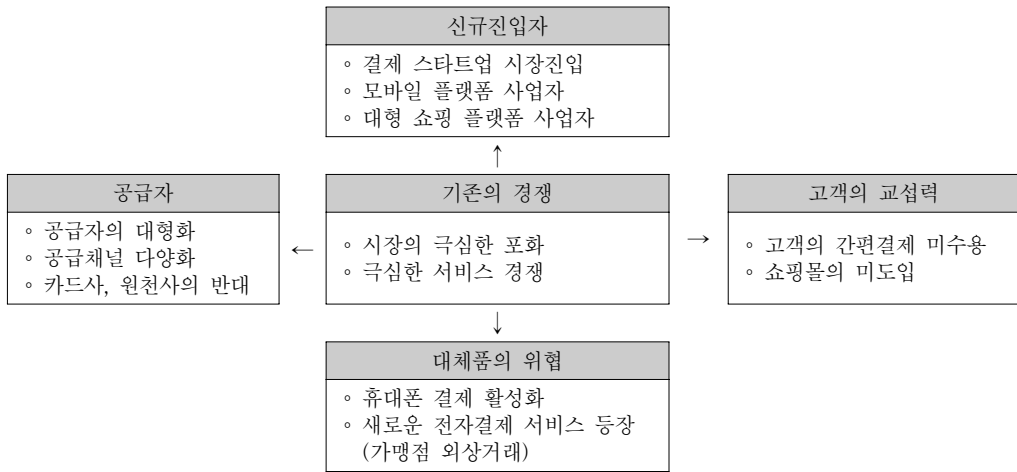 신규진입자
◦ 결제 스타트업 시장진입
◦ 모바일 플랫폼 사업자
◦ 대형 쇼핑 플랫폼 사업자
↑
공급자
◦ 공급자의 대형화
◦ 공급채널 다양화
◦ 카드사, 원천사의 반대
←
기존의 경쟁
◦ 시장의 극심한 포화
◦ 극심한 서비스 경쟁
→
고객의 교섭력
◦ 고객의 간편결제 미수용
◦ 쇼핑몰의 미도입
↓
대체품의 위협
◦ 휴대폰 결제 활성화
◦ 새로운 전자결제 서비스 등장
(가맹점 외상거래)